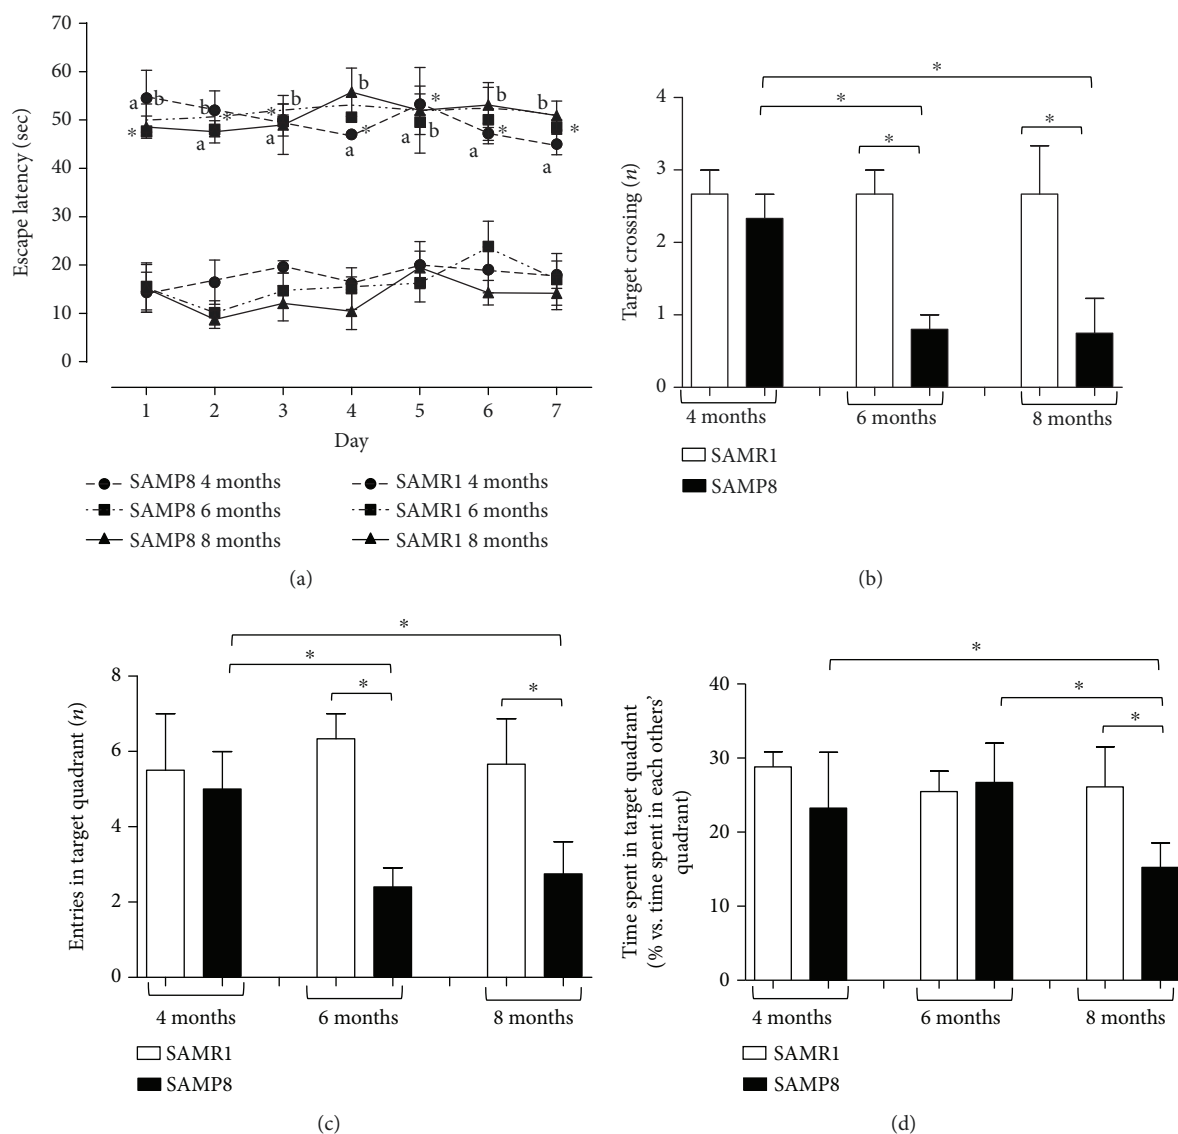 70
60
50
40
30
20
10
0
Escape latency (sec)
a b b * b b * b b
* a * a * a a b a * a *
1 2 3 4 5 6 7
Day
SAMP8 4 months SAMR1 4 months
SAMP8 6 months SAMR1 6 months
SAMP8 8 months SAMR1 8 months
(a)
*
*
* *
4
3
2
1
0
Target crossing (n)
4 months 6 months 8 months
SAMR1
SAMP8
(b)
*
*
* *
8
6
4
2
0
Entries in target quadrant (n)
4 months 6 months 8 months
SAMR1
SAMP8
(c)
*
*
*
40
30
20
10
0
Time spent in target quadrant
(% vs. time spent in each others'
quadrant)
4 months 6 months 8 months
SAMR1
SAMP8
(d)